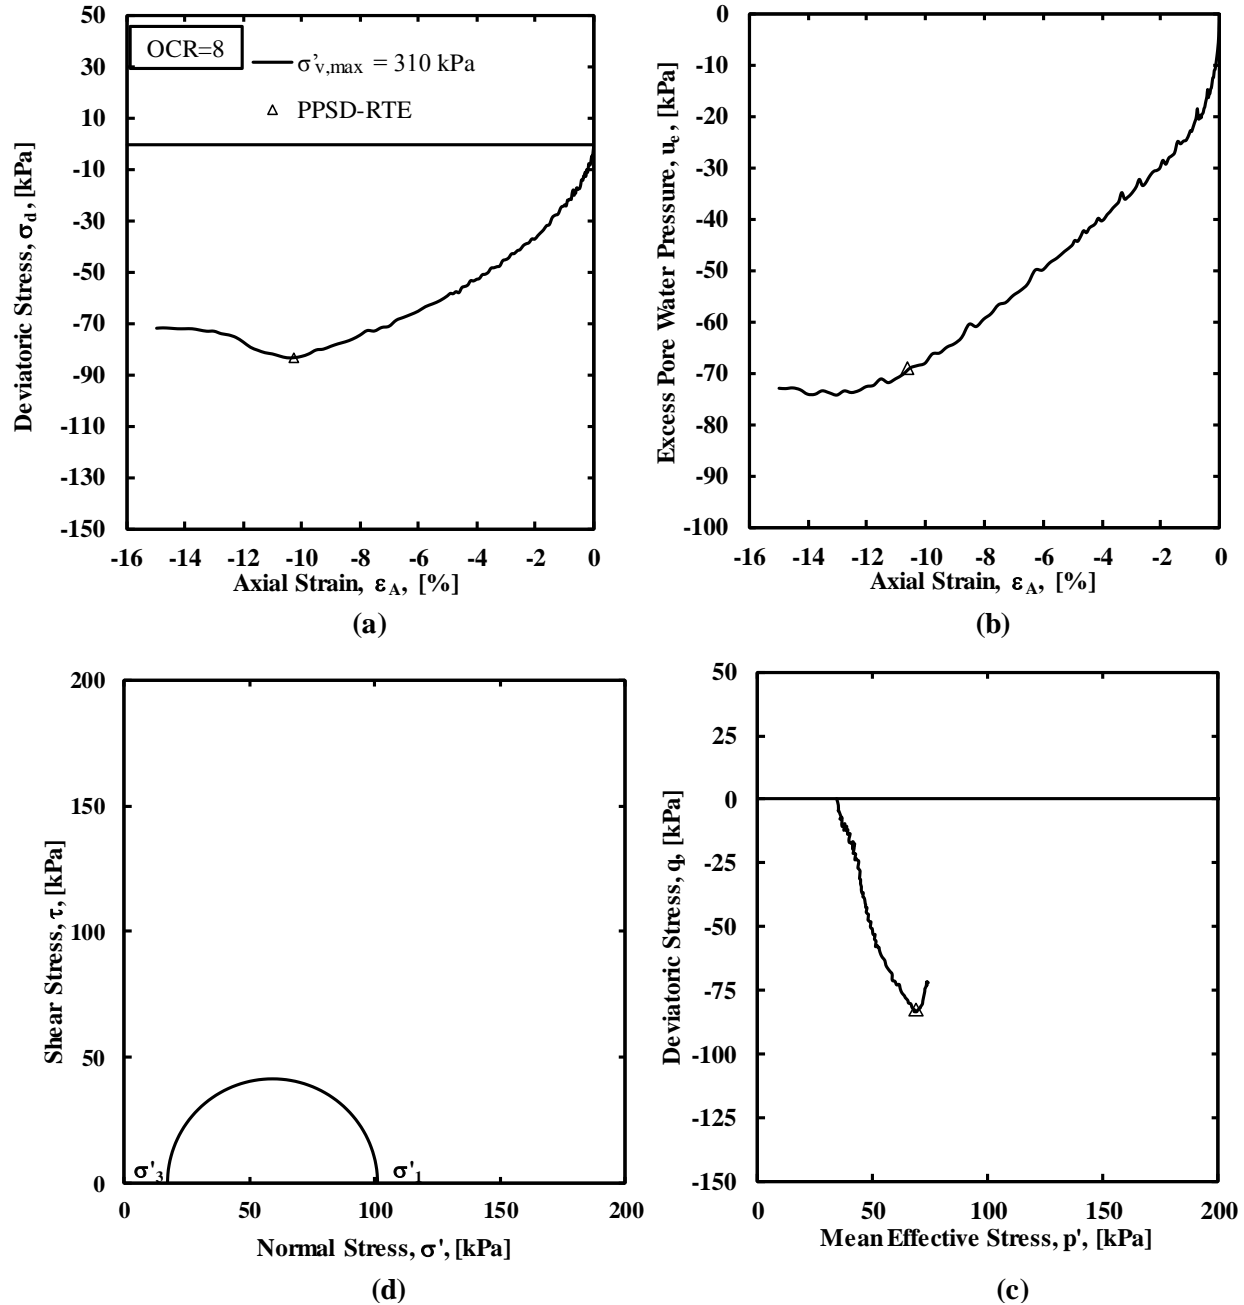 OCR=8
σ'v,max = 310 kPa
PPSD-RTE
50
30
10
-10
-30
-50
-70
-90
-110
-130
-150
Deviatoric Stress, σd, [kPa]
-16 -14 -12 -10 -8 -6 -4 -2 0
Axial Strain, εA, [%]
(a)
0
-10
-20
-30
-40
-50
-60
-70
-80
-90
-100
Excess Pore Water Pressure, ue, [kPa]
-16 -14 -12 -10 -8 -6 -4 -2 0
Axial Strain, εA, [%]
(b)
200
150
100
50
0
Shear Stress, τ, [kPa]
σ'3
σ'1
0 50 100 150 200
Normal Stress, σ', [kPa]
(d)
50
25
0
-25
-50
-75
-100
-125
-150
Deviatoric Stress, q, [kPa]
0 50 100 150 200
Mean Effective Stress, p', [kPa]
(c)